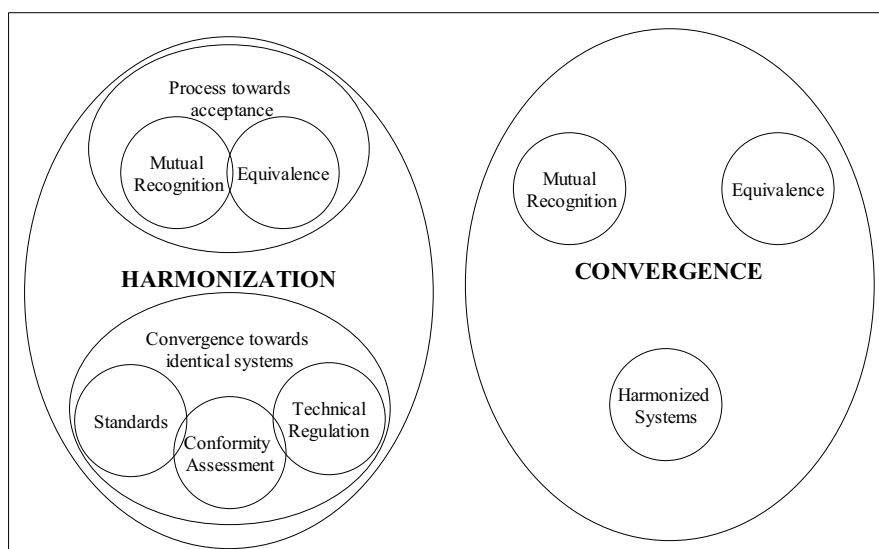 Process towards
acceptance
Mutual
Recognition
Equivalence
HARMONIZATION
Convergence towards
identical systems
Standards
Conformity
Assessment
Technical
Regulation
Mutual
Recognition
Equivalence
CONVERGENCE
Harmonized
Systems